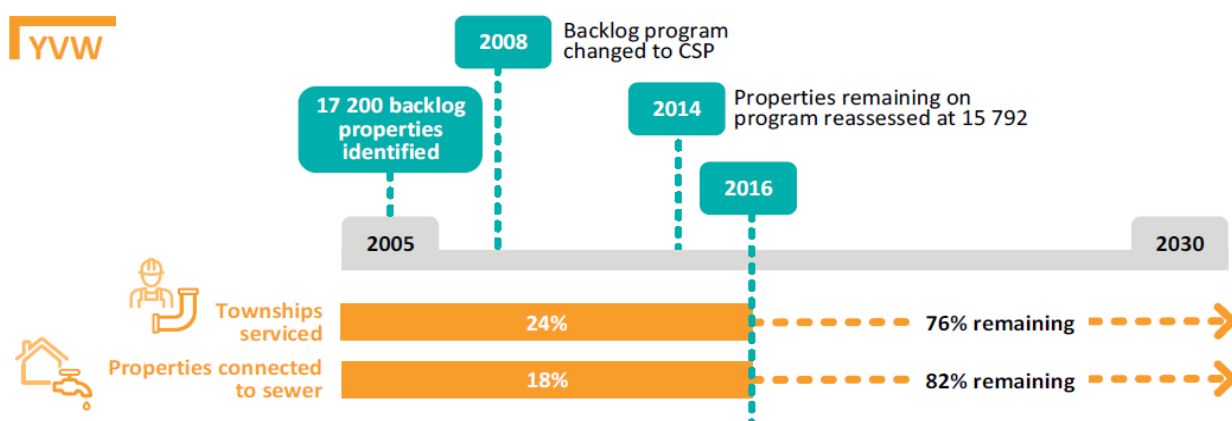 YVW
2008
Backlog program
changed to CSP
17 200 backlog
properties
identified
2014
Properties remaining on
program reassessed at 15 792
2016
2005
2030
Townships
serviced
24%
76% remaining
Properties connected
to sewer
18%
82% remaining